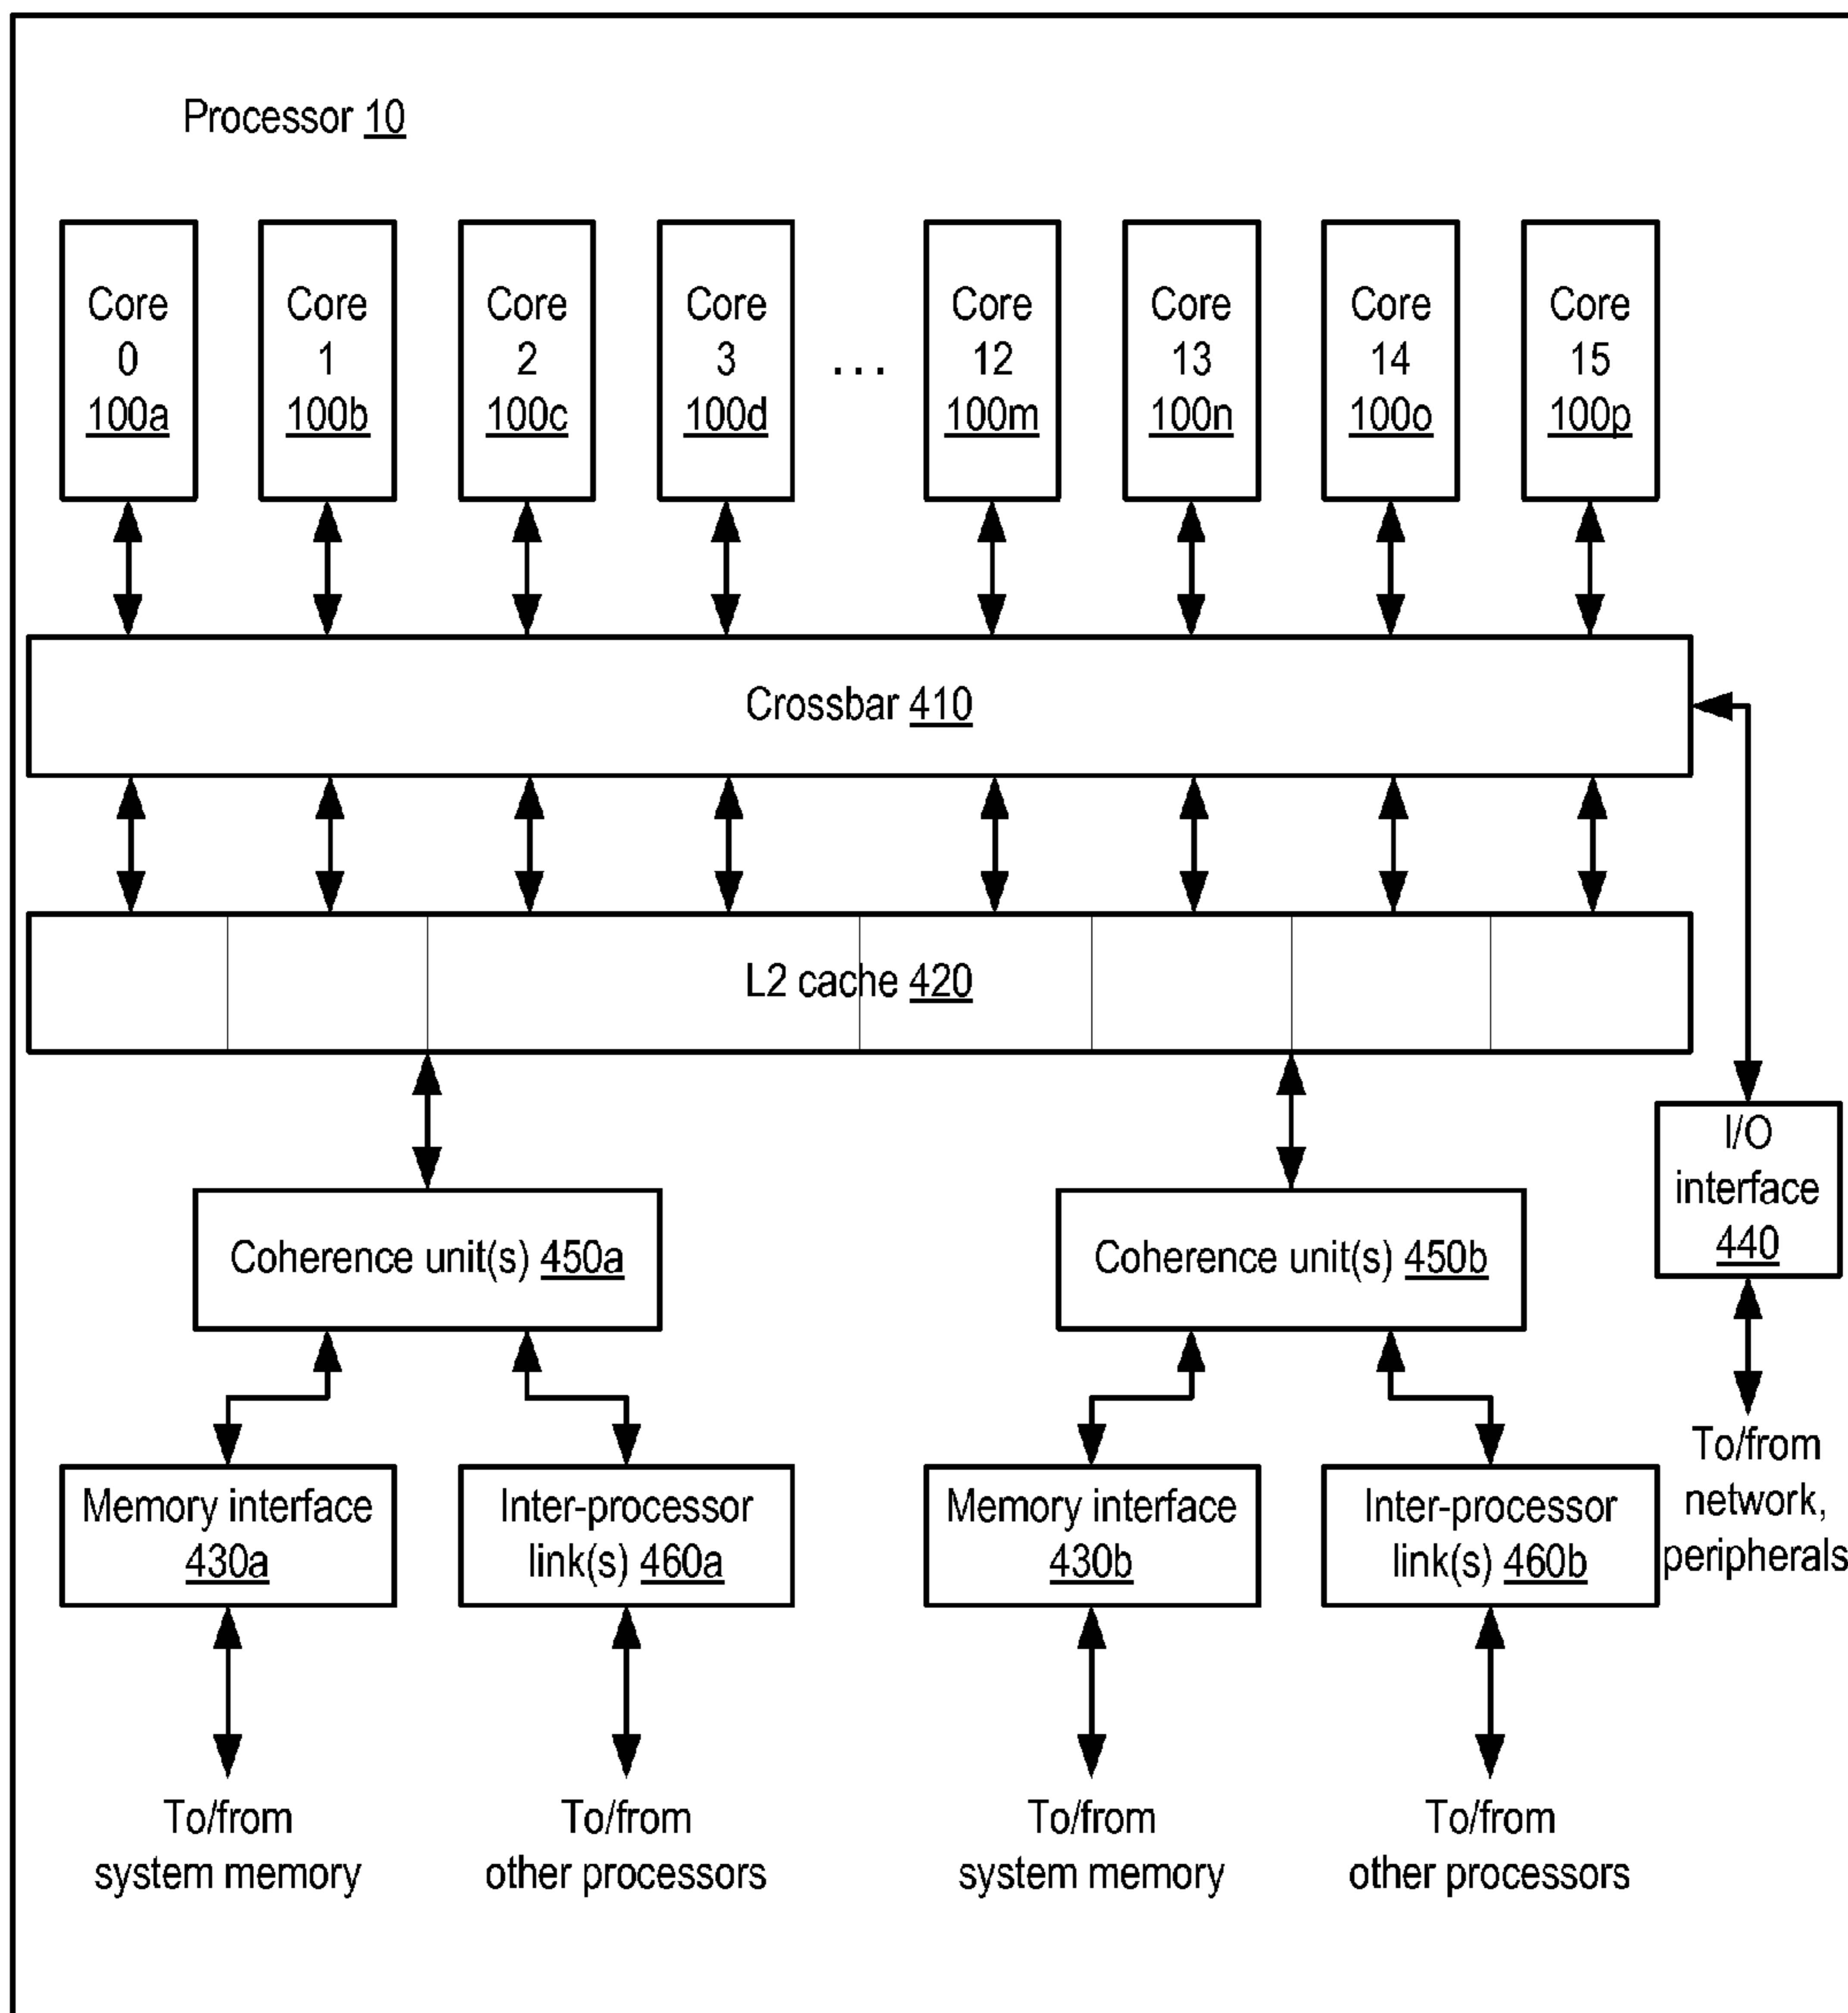 Processor 10
Core
0
100a
Core
1
100b
Core
2
100c
Core
3
100d
...
Core
12
100m
Core
13
100n
Core
14
100o
Core
15
100p
Crossbar 410
L2 cache 420
I/O
interface
440
Coherence unit(s) 450a
Coherence unit(s) 450b
To/from
network,
peripherals
Memory interface
430a
Inter-processor
link(s) 460a
Memory interface
430b
Inter-processor
link(s) 460b
To/from
system memory
To/from
other processors
To/from
system memory
To/from
other processors